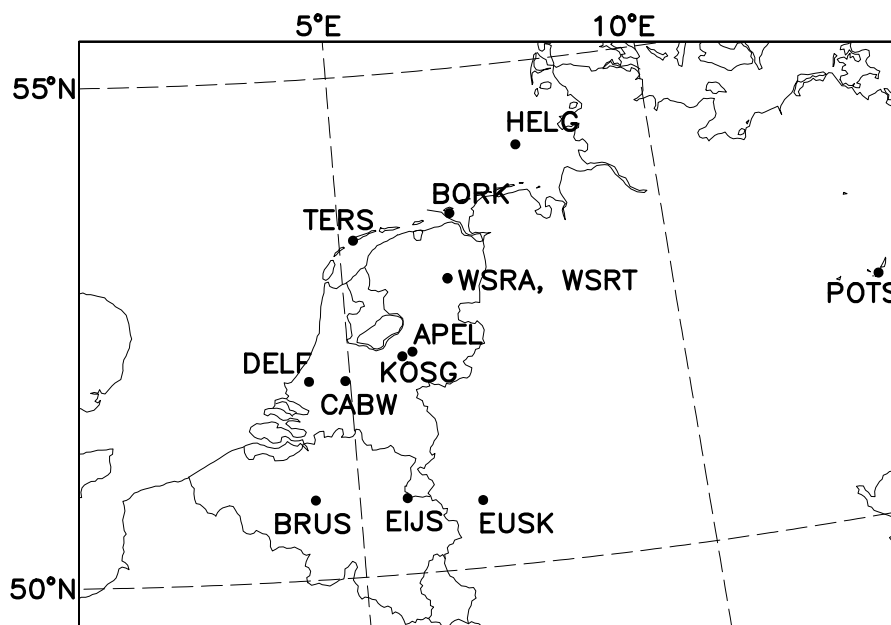 5°E 10°E
55°N
HELG
BORK
TERS
WSRA, WSRT
POTS
APEL
DELF
KOSG
CABW
BRUS
EIJS
EUSK
50°N